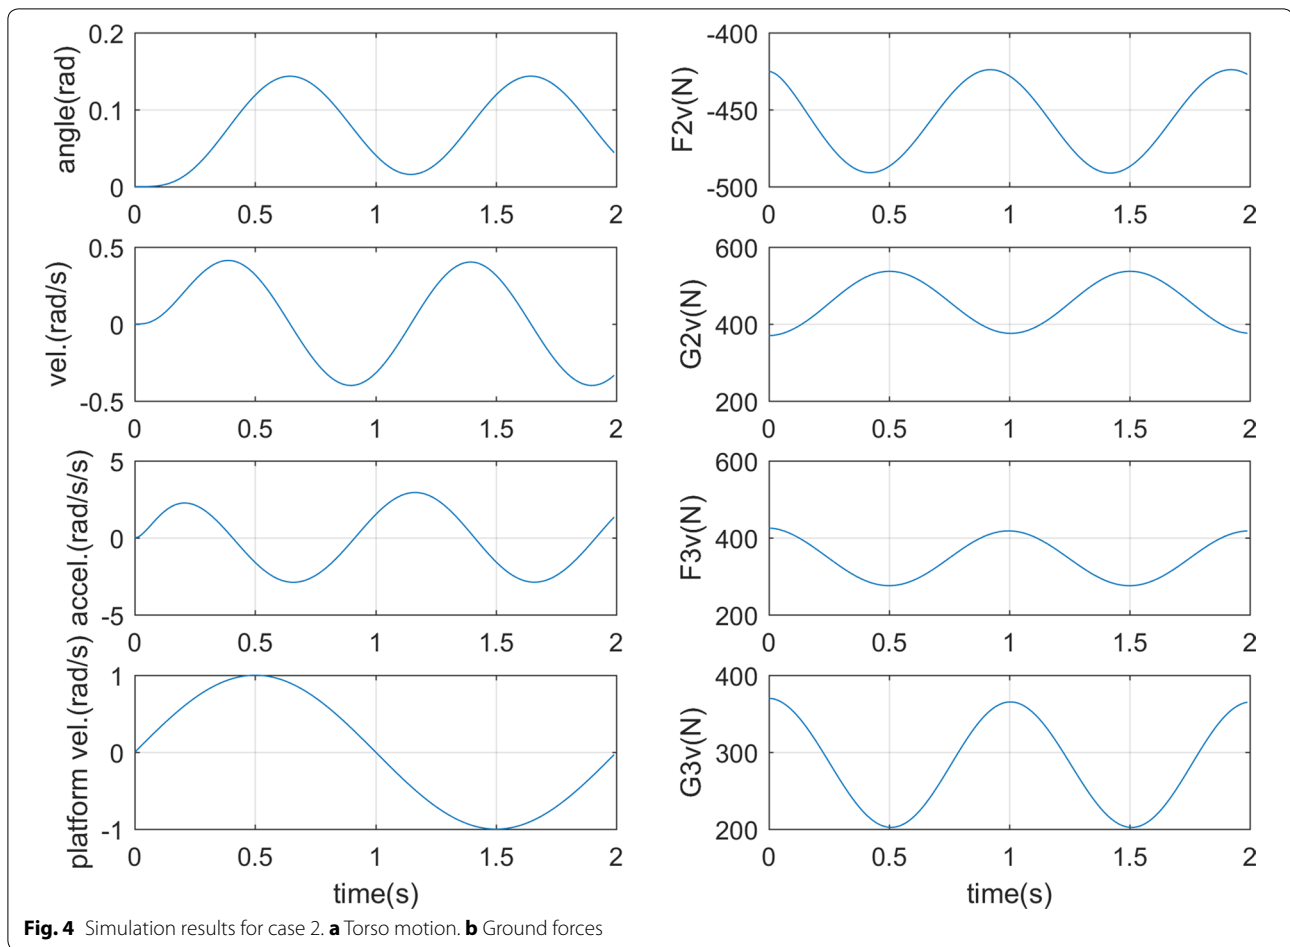 angle(rad)
0.2
0.1
0
0 0.5 1 1.5 2
vel.(rad/s)
0.5
0
-0.5
0 0.5 1 1.5 2
accel.(rad/s/s)
5
0
-5
0 0.5 1 1.5 2
platform vel.(rad/s)
1
0
-1
0 0.5 1 1.5 2
time(s)
F2v(N)
-400
-450
-500
0 0.5 1 1.5 2
G2v(N)
600
400
200
0 0.5 1 1.5 2
F3v(N)
600
400
200
0 0.5 1 1.5 2
G3v(N)
400
300
200
0 0.5 1 1.5 2
time(s)
Fig. 4 Simulation results for case 2. a Torso motion. b Ground forces